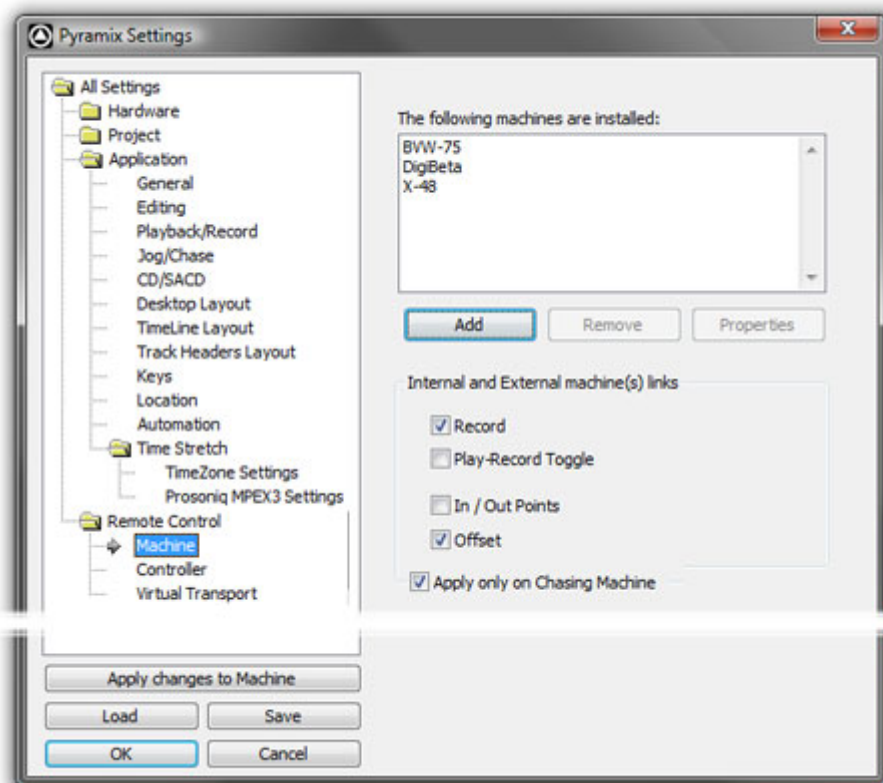 Pyramix Settings
All Settings
Hardware
Project
Application
General
Editing
Playback/Record
Jog/Chase
CD/SACD
Desktop Layout
TimeLine Layout
Track Headers Layout
Keys
Location
Automation
Time Stretch
TimeZone Settings
Prosoniq MPEX3 Settings
Remote Control
Machine
Controller
Virtual Transport
Apply changes to Machine
Load
Save
OK
Cancel
The following machines are installed:
BVW-75
DigiBeta
X-48
Add
Remove
Properties
Internal and External machine(s) links
Record
Play-Record Toggle
In / Out Points
Offset
Apply only on Chasing Machine